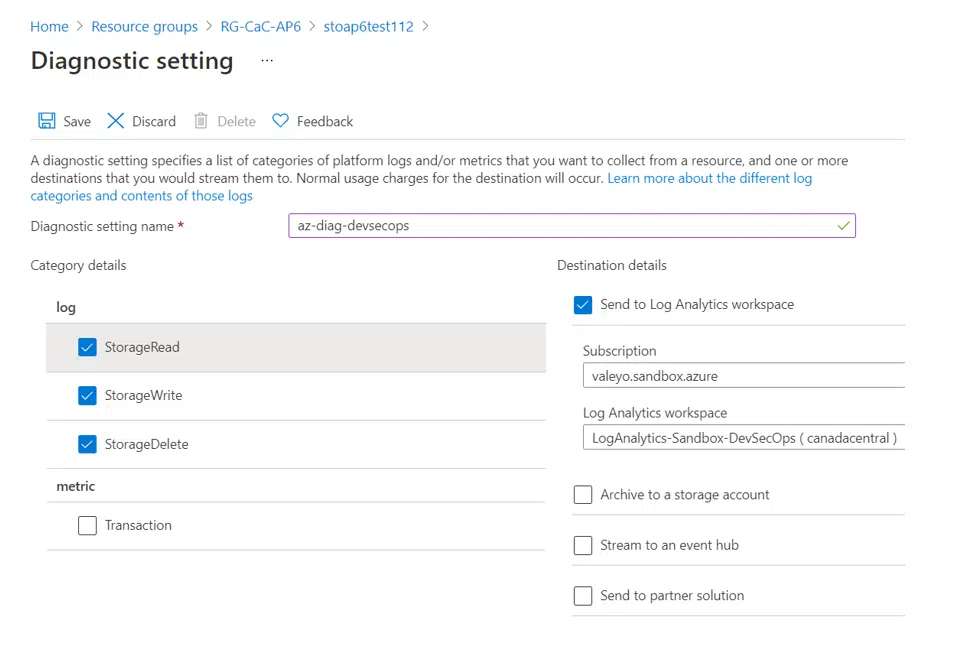 Home > Resource groups > RG-CaC-AP6 > stoap6test112 >
Diagnostic setting ...
Save Discard Delete Feedback
A diagnostic setting specifies a list of categories of platform logs and/or metrics that you want to collect from a resource, and one or more
destinations that you would stream them to. Normal usage charges for the destination will occur. Learn more about the different log
categories and contents of those logs
Diagnostic setting name *
az-diag-devsecops
Category details
log
StorageRead
StorageWrite
StorageDelete
metric
Transaction
Destination details
Send to Log Analytics workspace
Subscription
valeyo.sandbox.azure
Log Analytics workspace
LogAnalytics-Sandbox-DevSecOps ( canadacentral )
Archive to a storage account
Stream to an event hub
Send to partner solution